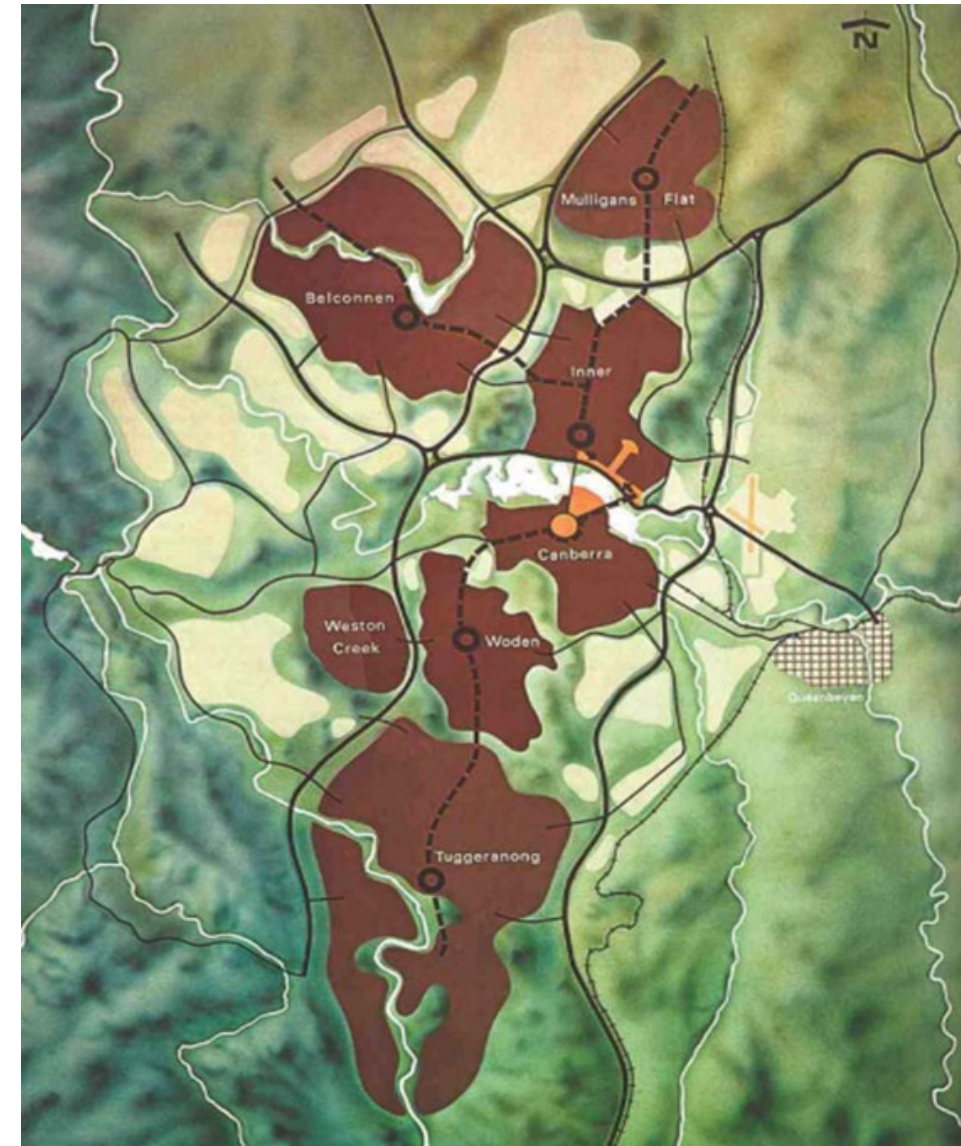 N
Mulligans Flat
Belconnen
Inner
Canberra
Weston
Creek
Woden
Queanbeyan
Tuggeranong